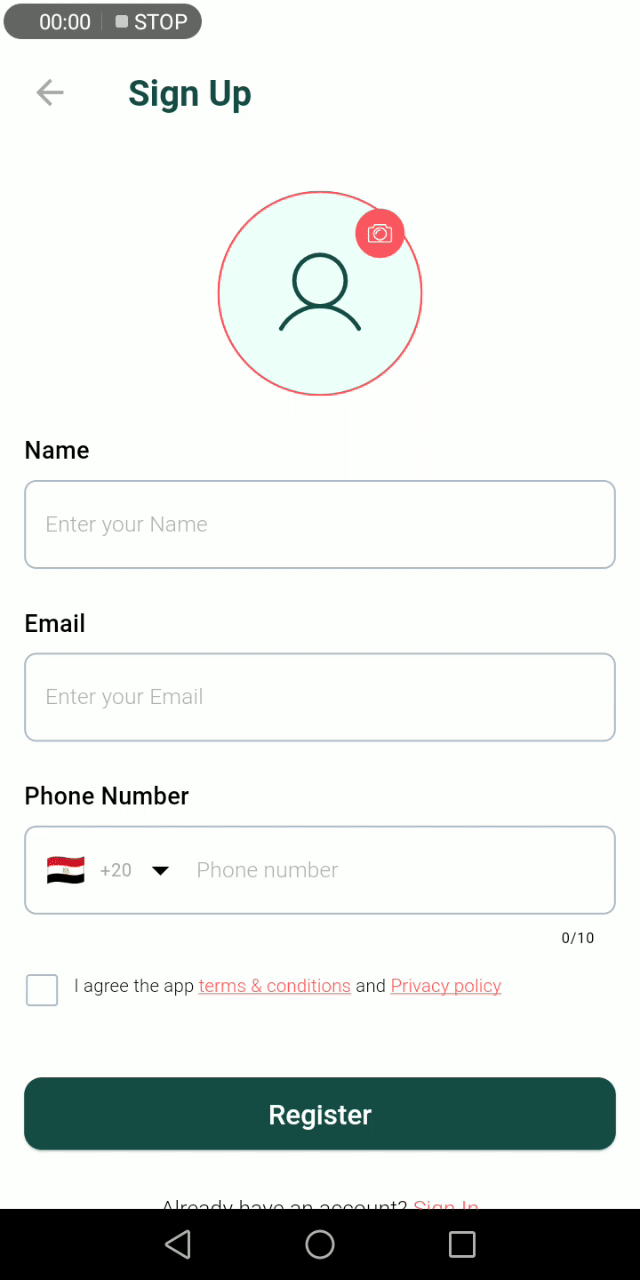 00:00 STOP
Sign Up
Name
Enter your Name
Email
Enter your Email
Phone Number
+20 Phone number
0/10
I agree the app terms & conditions and Privacy policy
Register
Already have an account? Sign In